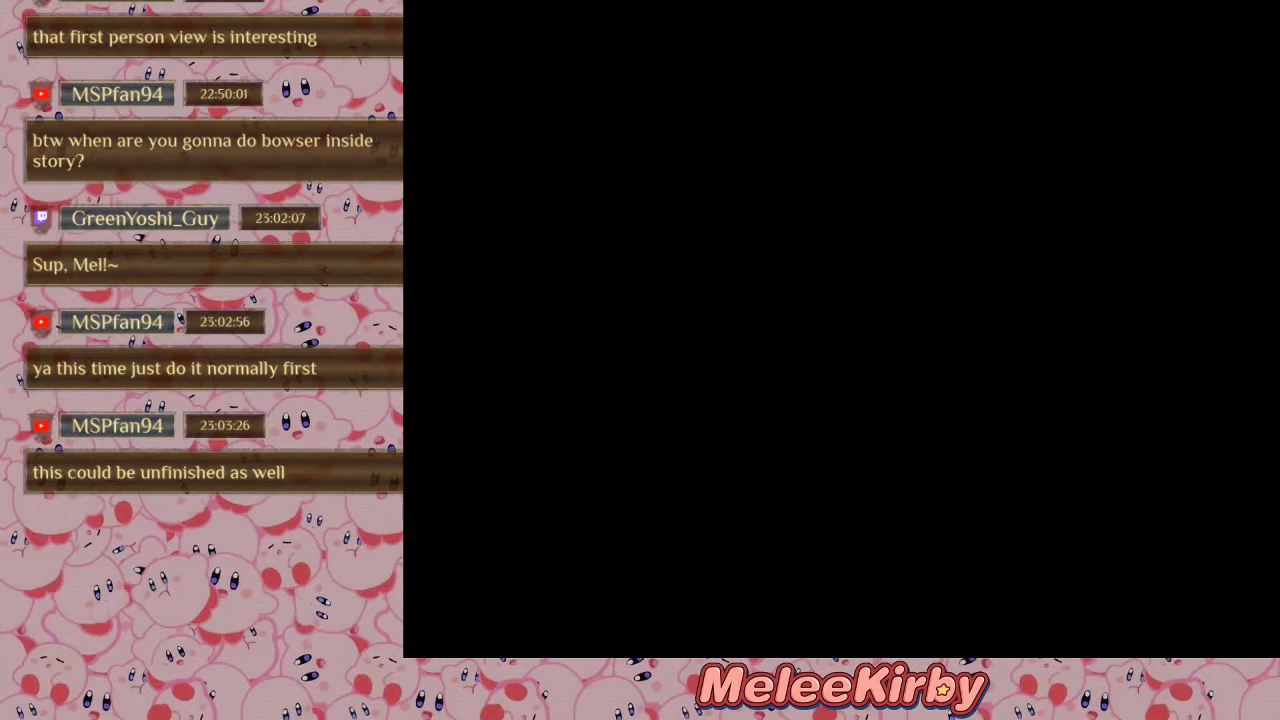 that first person view is interesting
MSPfan94 22:50:01
btw when are you gonna do bowser inside
story?
GreenYoshi_Guy 23:02:07
Sup, Mel!~
MSPfan94 23:02:56
ya this time just do it normally first
MSPfan94 23:03:26
this could be unfinished as well
MeleeKirby